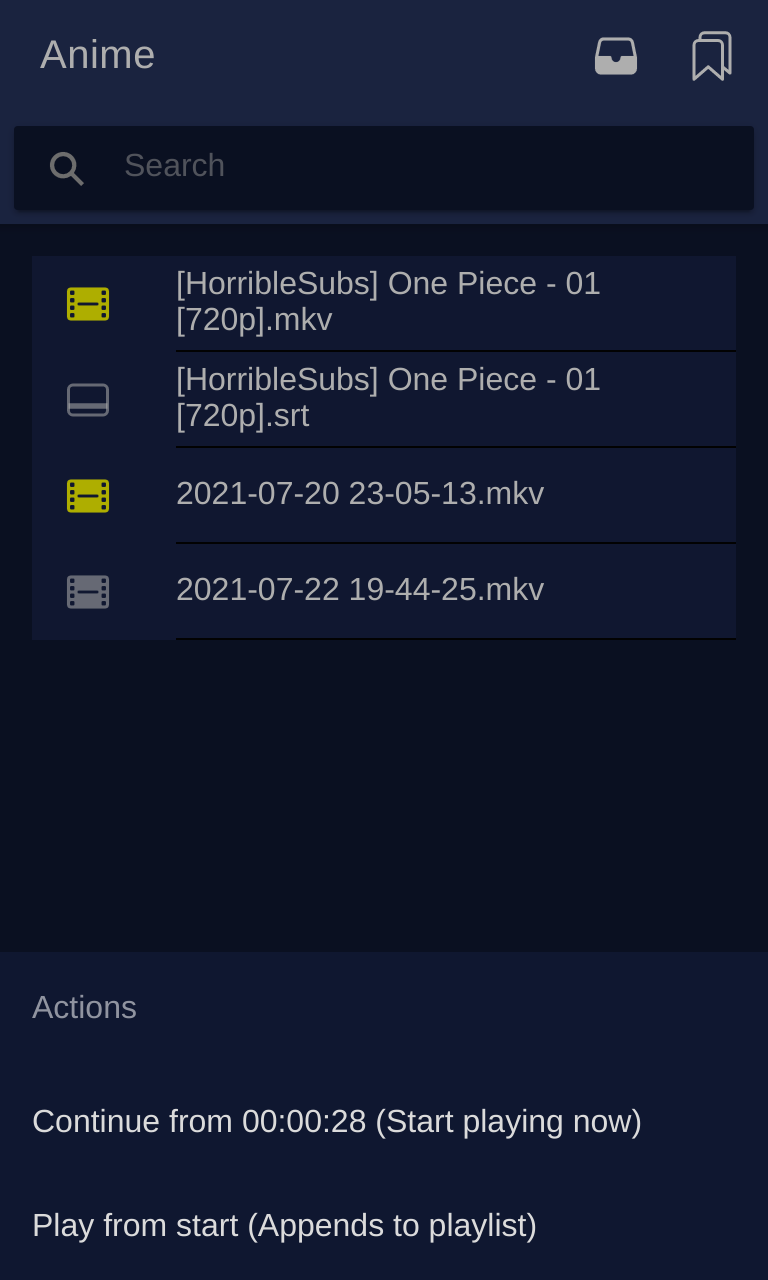 Anime
Search
[HorribleSubs] One Piece - 01
[720p].mkv
[HorribleSubs] One Piece - 01
[720p].srt
2021-07-20 23-05-13.mkv
2021-07-22 19-44-25.mkv
Actions
Continue from 00:00:28 (Start playing now)
Play from start (Appends to playlist)